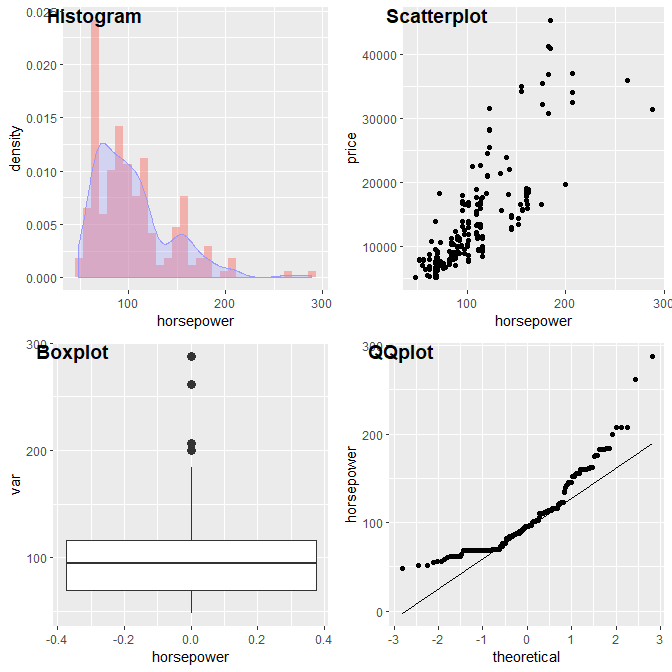 Histogram
0.025
0.020
0.015
0.010
0.005
0.000
density
100 200 300
horsepower
Scatterplot
40000
30000
20000
10000
price
100 200 300
horsepower
Boxplot
300
200
100
var
-0.4 -0.2 0.0 0.2 0.4
horsepower
QQplot
300
200
100
0
horsepower
-3 -2 -1 0 1 2 3
theoretical